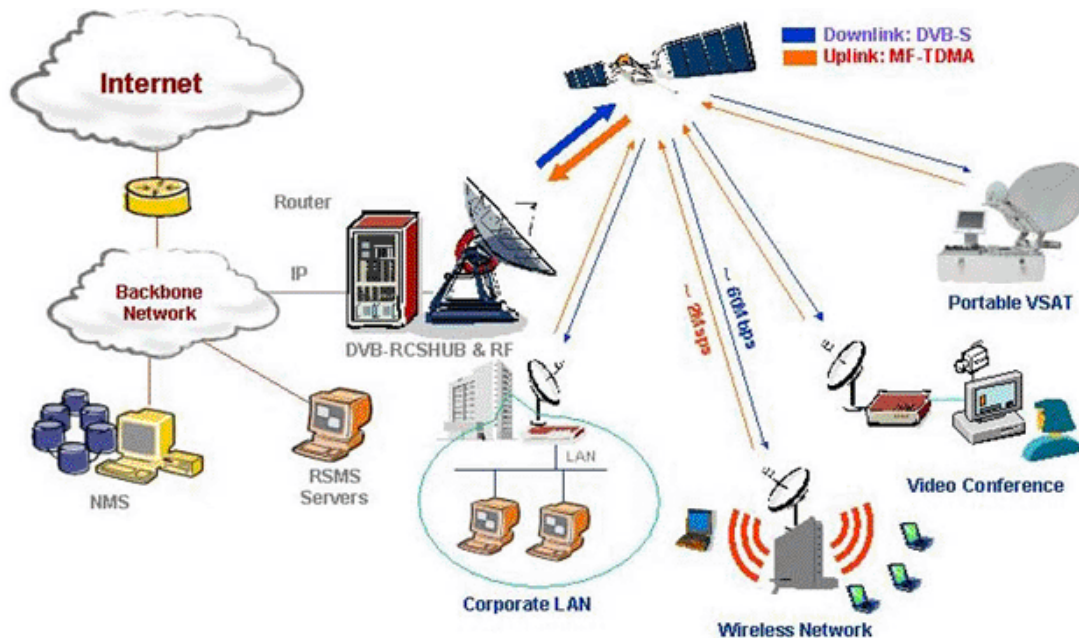 Downlink: DVB-S
Uplink: MF-TDMA
Internet
Router
IP
Backbone
Network
DVB-RCSHUB & RF
~ 60Mbps
~ 2Msps
Portable VSAT
NMS
RSMS
Servers
LAN
Corporate LAN
Video Conference
Wireless Network